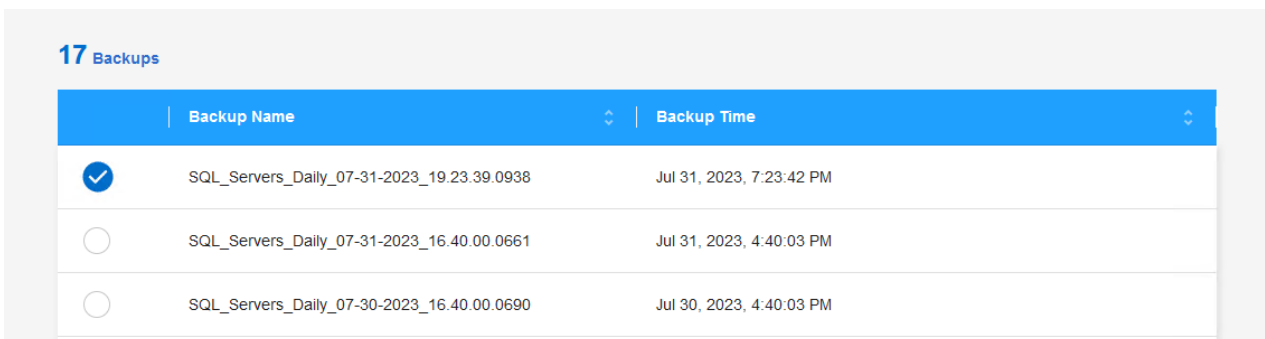 17 Backups
Backup Name Backup Time
SQL_Servers_Daily_07-31-2023_19.23.39.0938 Jul 31, 2023, 7:23:42 PM
SQL_Servers_Daily_07-31-2023_16.40.00.0661 Jul 31, 2023, 4:40:03 PM
SQL_Servers_Daily_07-30-2023_16.40.00.0690 Jul 30, 2023, 4:40:03 PM